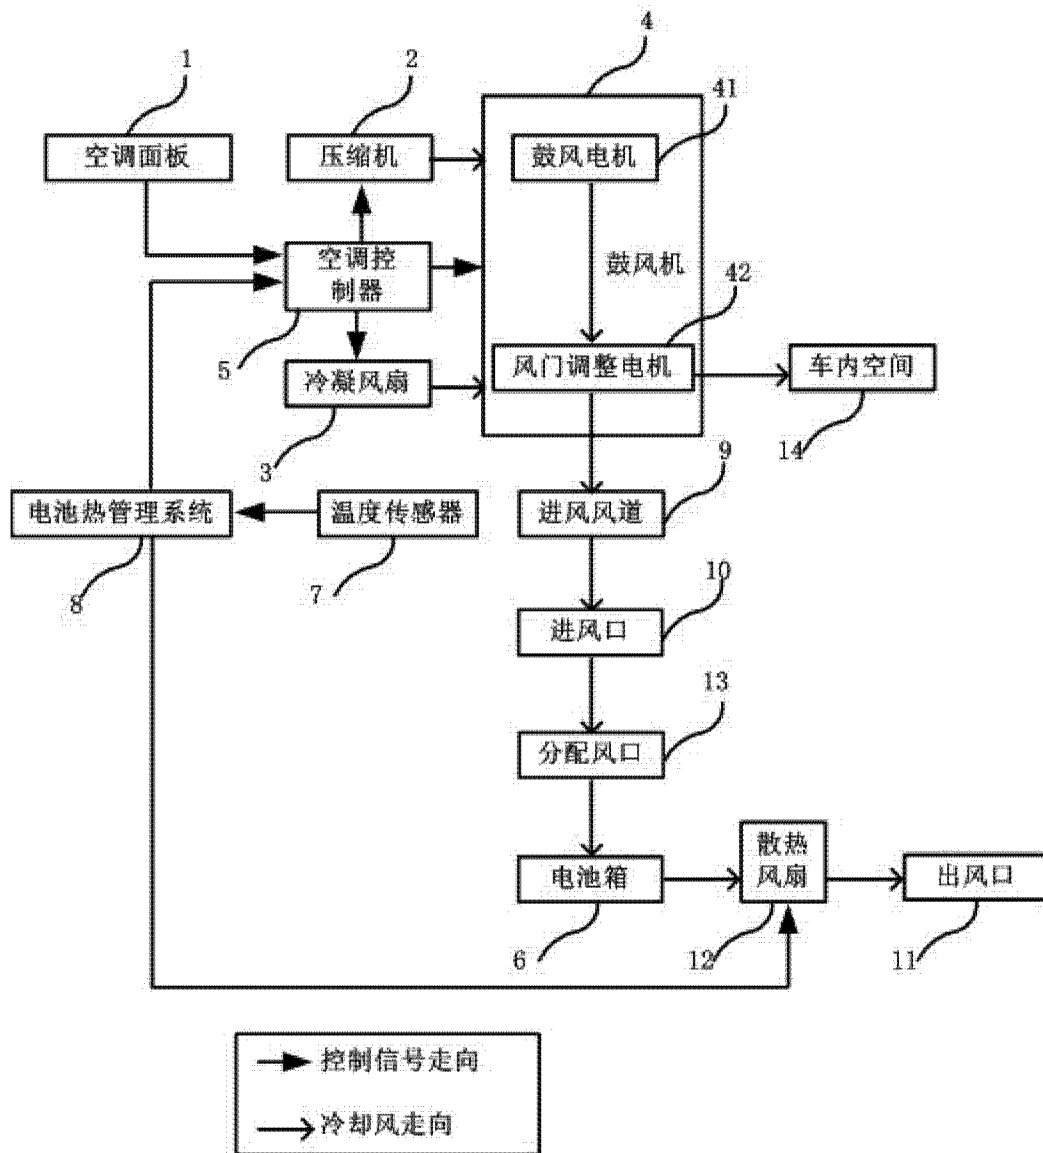 1
2
4
41
空调面板
压缩机
鼓风电机
空调控
制器
鼓风机
42
5
冷凝风扇
风门调整电机
车内空间
3
14
9
电池热管理系统
温度传感器
进风风道
8
7
10
进风口
13
分配风口
散热
风扇
电池箱
出风口
6
12
11
控制信号走向
冷却风走向